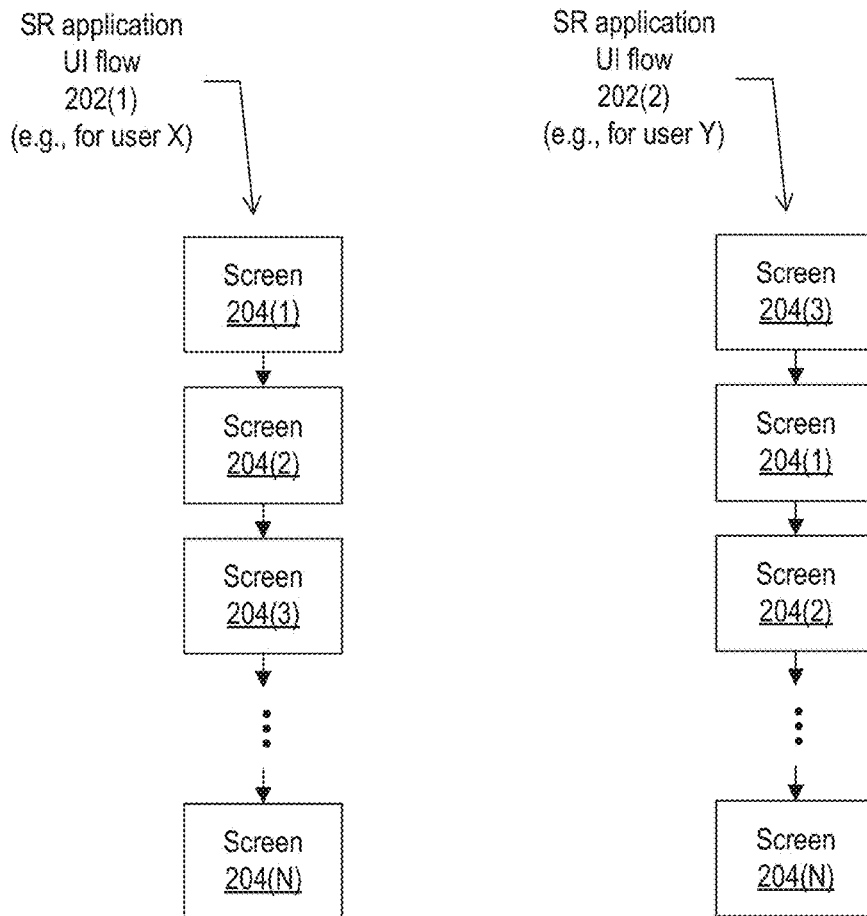 SR application
UI flow
202(1)
(e.g., for user X)
Screen
204(1)
Screen
204(2)
Screen
204(3)
Screen
204(N)
SR application
UI flow
202(2)
(e.g., for user Y)
Screen
204(3)
Screen
204(1)
Screen
204(2)
Screen
204(N)